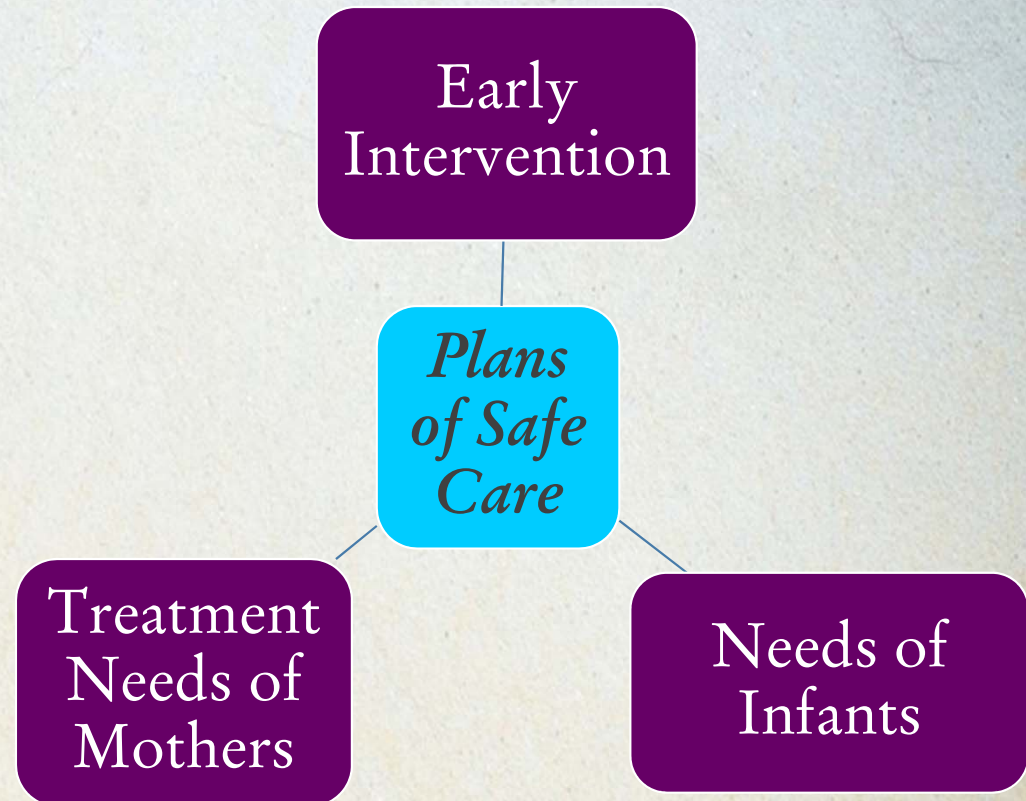 Early
Intervention
Plans
of Safe
Care
Treatment
Needs of
Mothers
Needs of
Infants